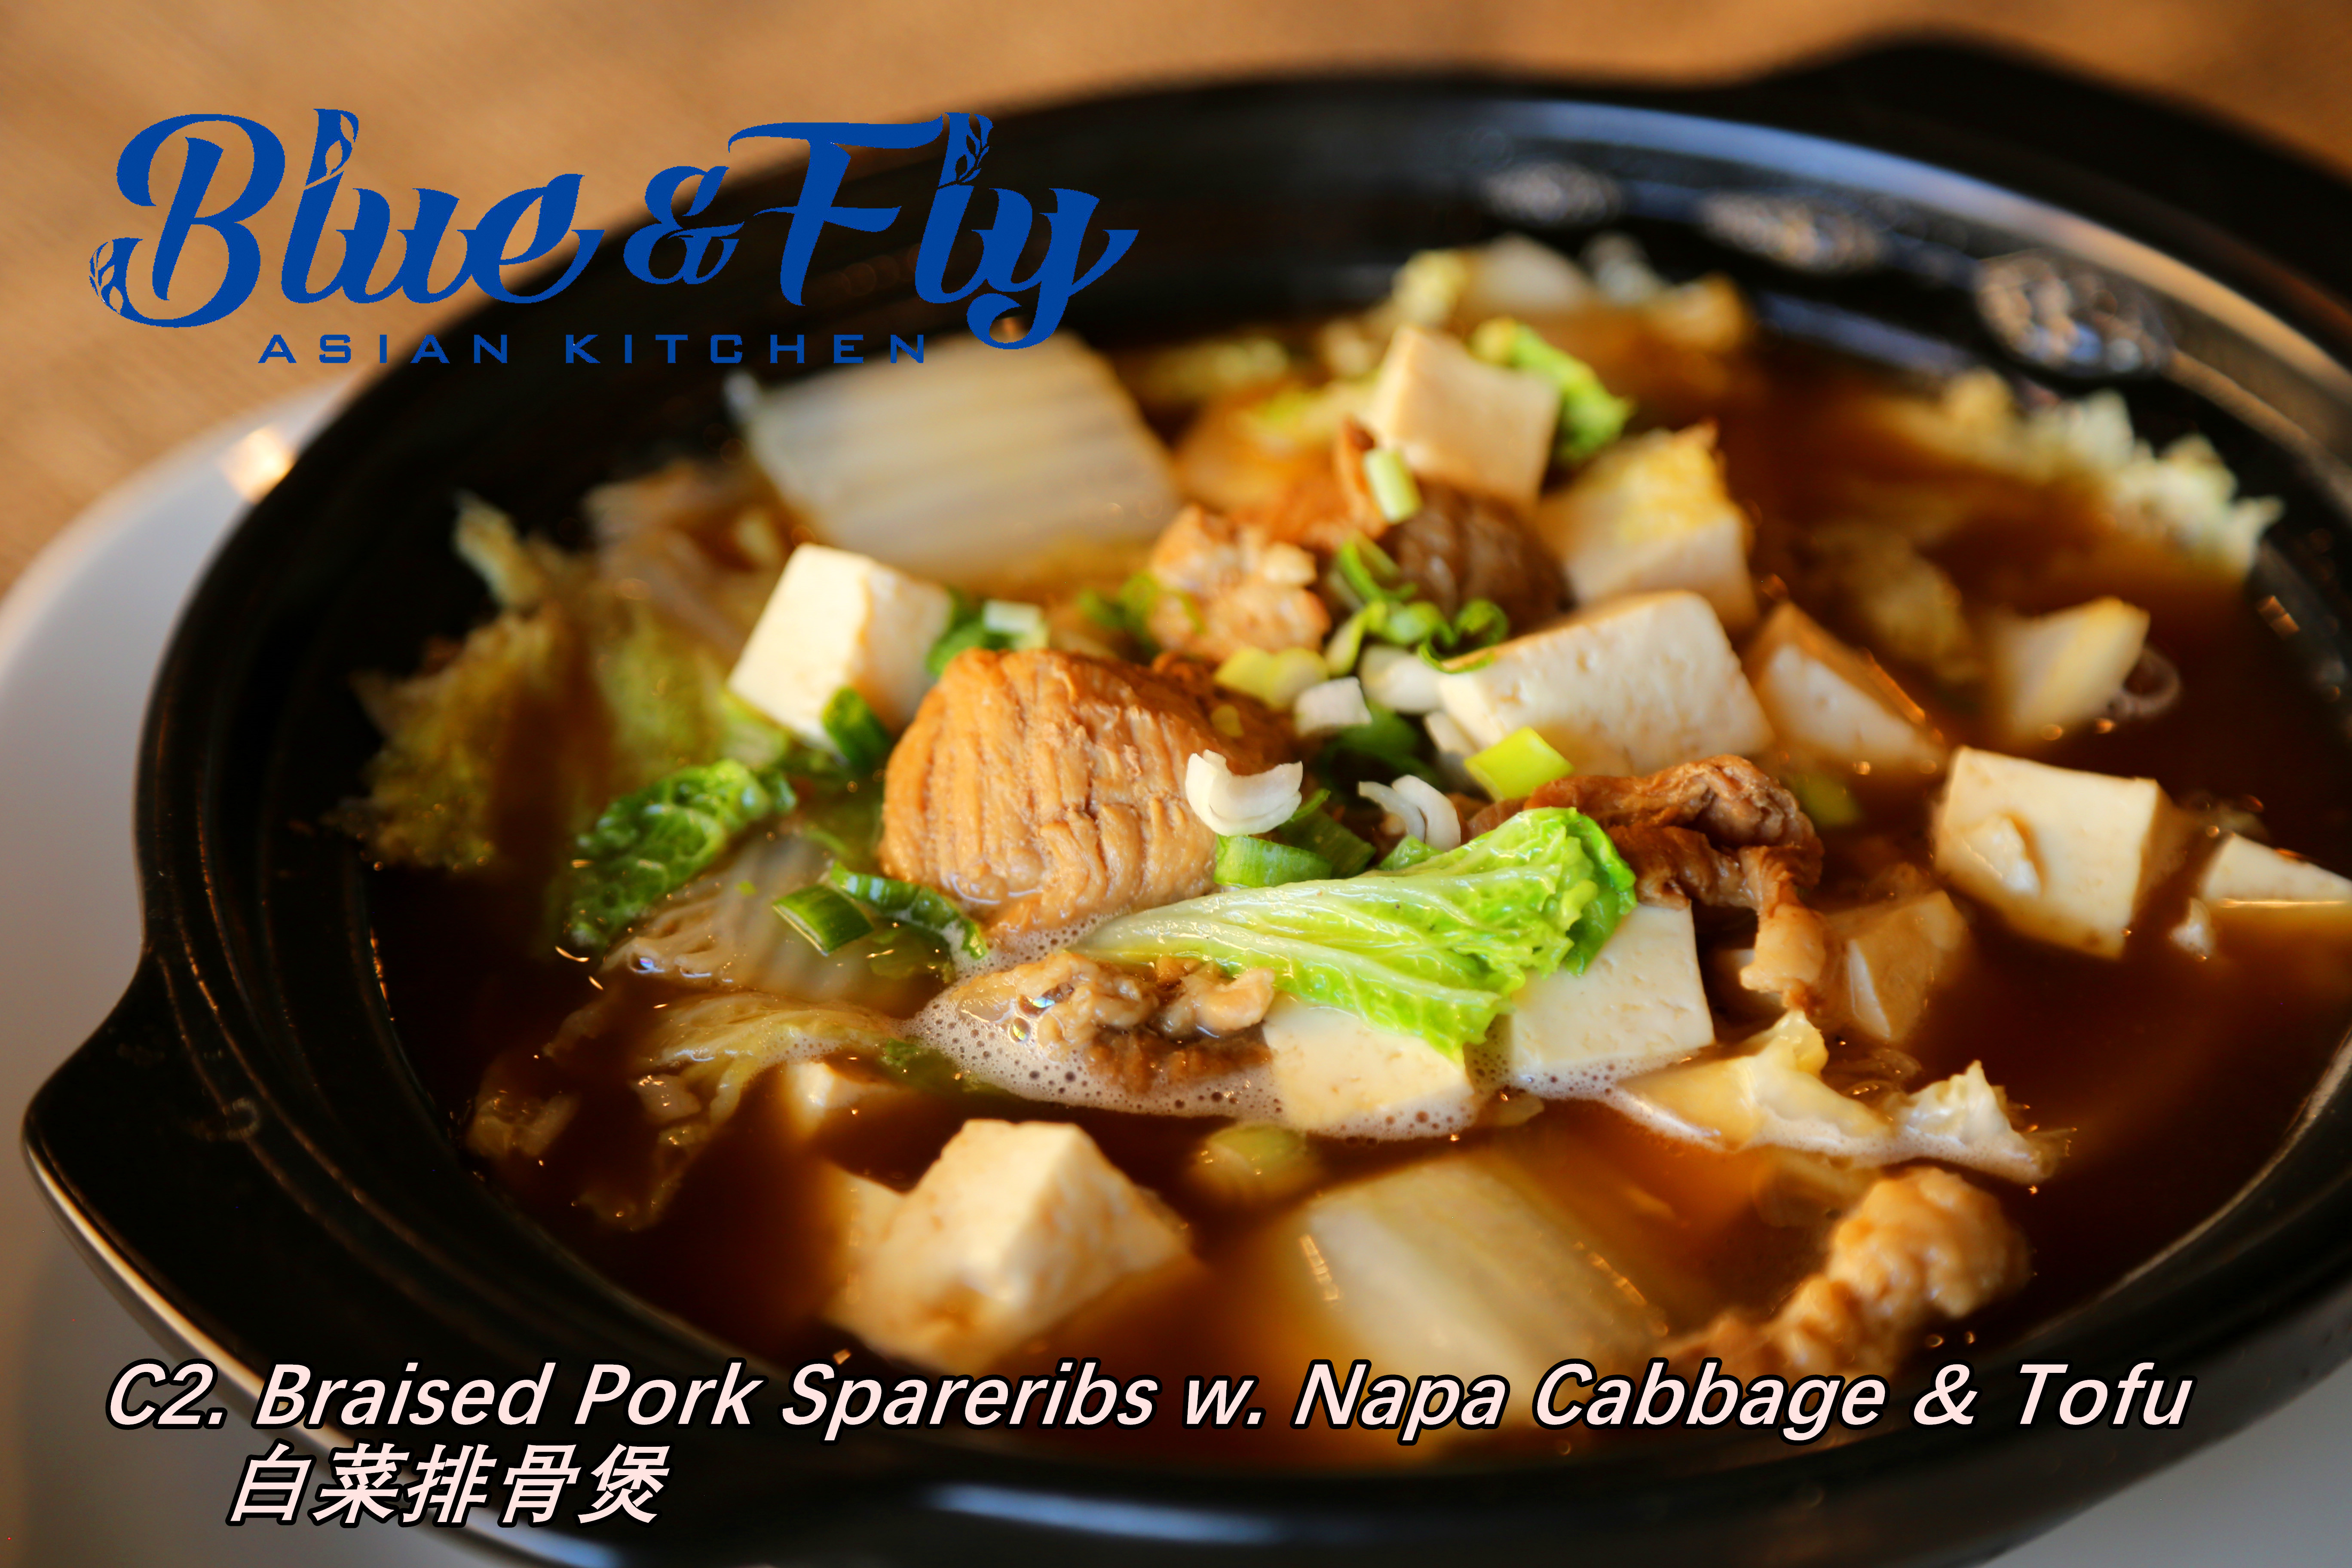 Blue & Fly
ASIAN KITCHEN
C2. Braised Pork Spareribs w. Napa Cabbage & Tofu
白菜排骨煲